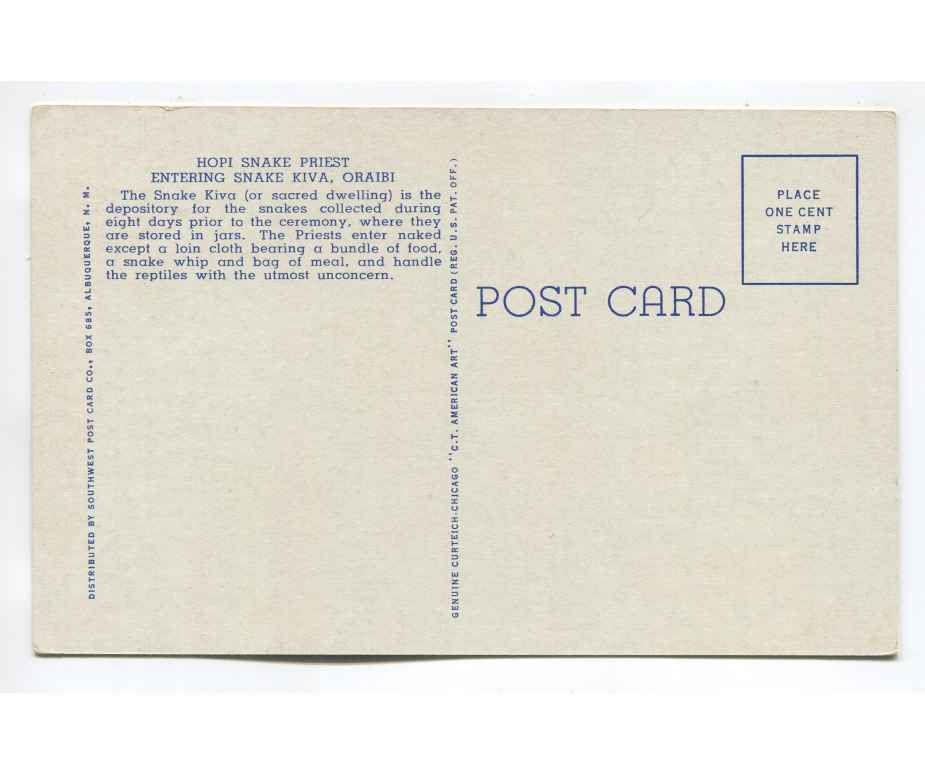 HOPI SNAKE PRIEST
ENTERING SNAKE KIVA, ORAIBI
The Snake Kiva (or sacred dwelling) is the
depository for the snakes collected during
eight days prior to the ceremony, where they
are stored in jars. The Priests enter naked
except a loin cloth bearing a bundle of food,
a snake whip and bag of meal, and handle
the reptiles with the utmost unconcern.
DISTRIBUTED BY SOUTHWEST POST CARD CO., BOX 685, ALBUQUERQUE, N. M.
GENUINE CURTEICH-CHICAGO "C.T. AMERICAN ART" POST CARD (REG. U.S. PAT. OFF.)
POST CARD
PLACE
ONE CENT
STAMP
HERE